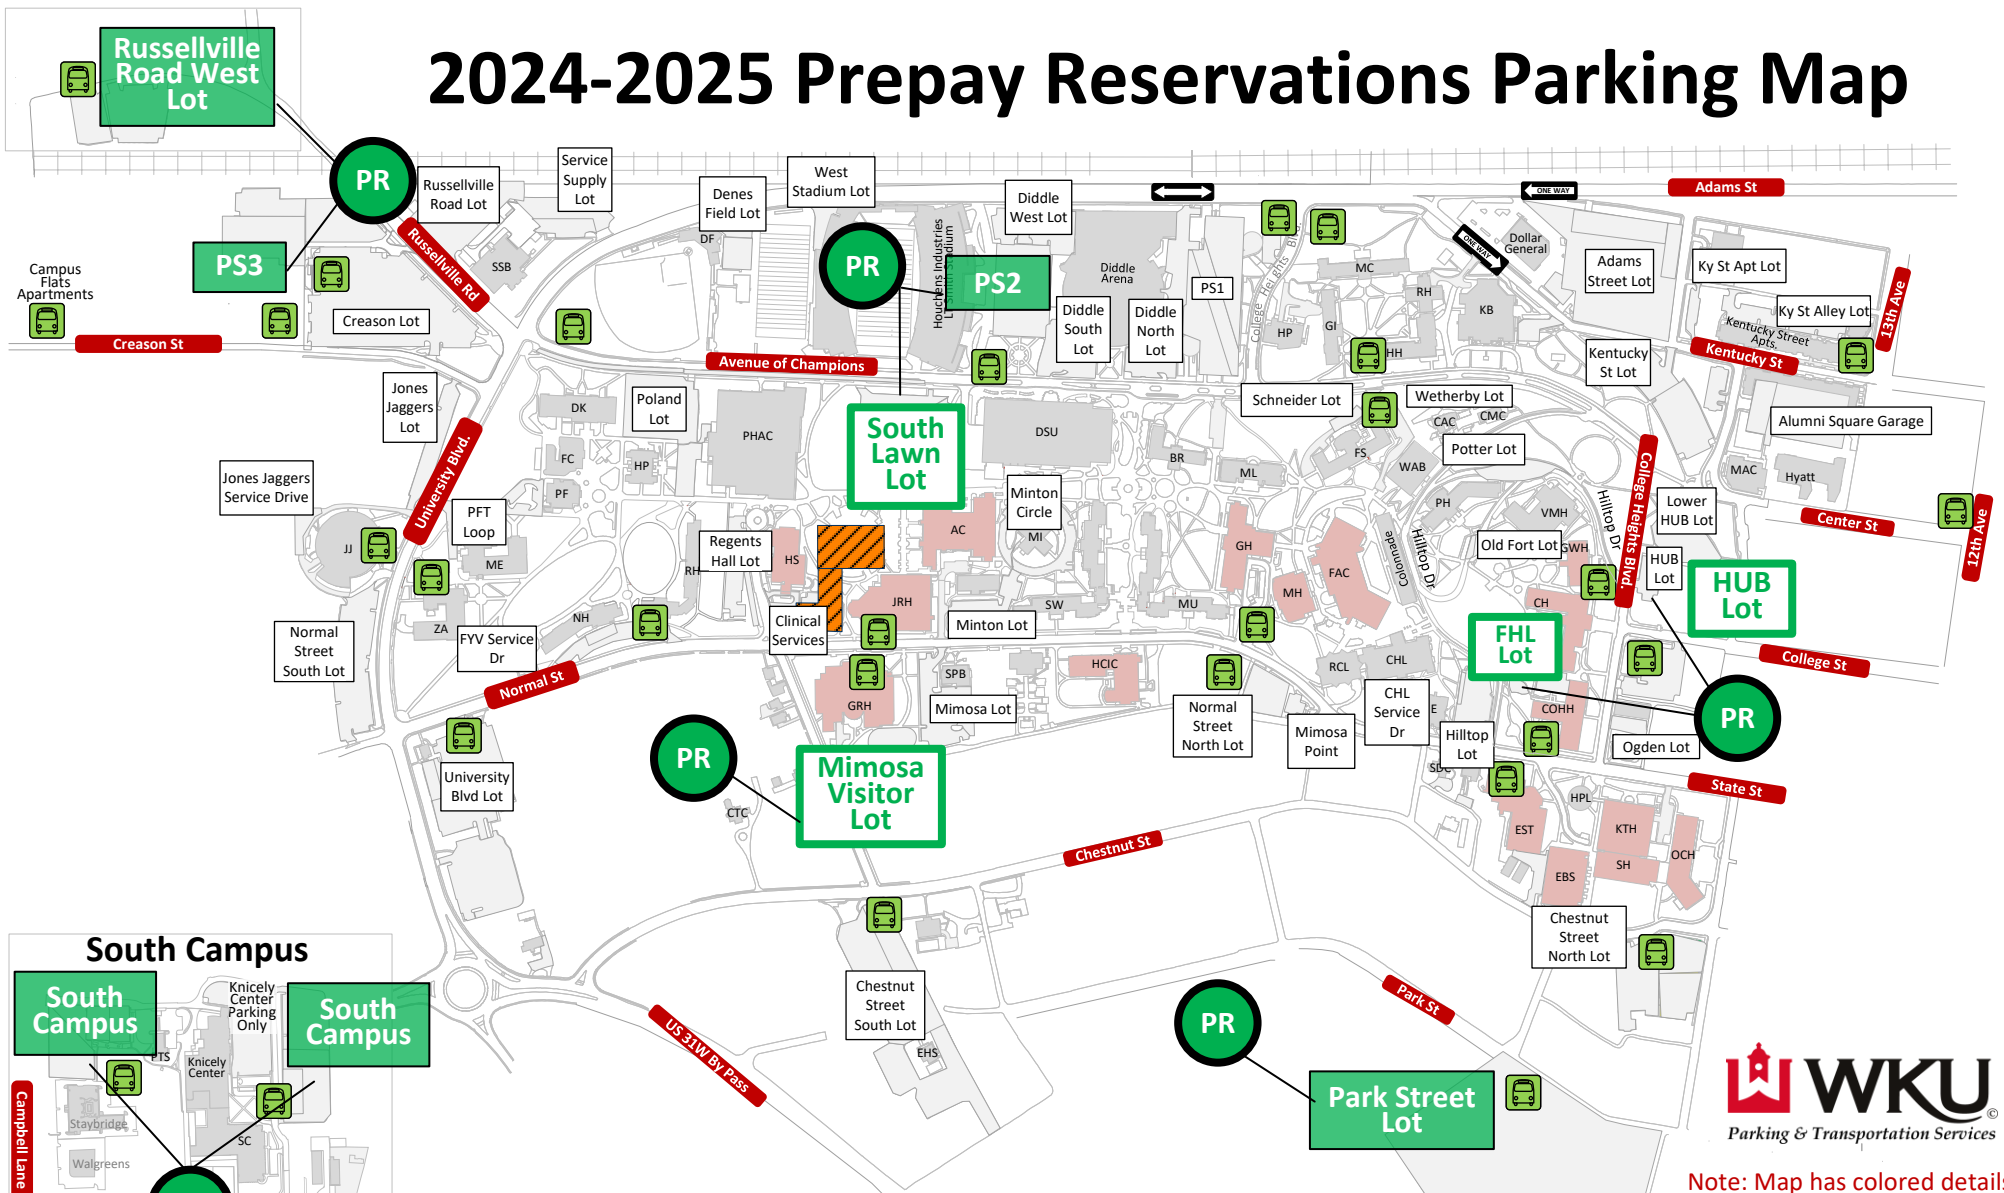 2024-2025 Prepay Reservations Parking Map
Russellville
Road West
Lot
PR
Russellville
Road Lot
Service
Supply
Lot
Denes
Field Lot
West
Stadium Lot
Diddle
West Lot
Adams St
ONE WAY
ONE WAY
PS3
Russellville Rd
SSB
DF
PR
Houchens Industries
PS2
Diddle
Arena
PS1
College Heights Blvd.
MC
RH
KB
Dollar
General
Adams
Street Lot
Ky St Apt Lot
Ky St Alley Lot
13th Ave
Campus
Flats
Apartments
Creason Lot
Creason St
Avenue of Champions
Diddle
South
Lot
Diddle
North
Lot
HP
GI
HH
Kentucky Street
Apts.
Kentucky St
Kentucky
St Lot
Jones
Jaggers
Lot
DK
Poland
Lot
PHAC
South
Lawn
Lot
DSU
Schneider Lot
Wetherby Lot
CAC
CMC
Potter Lot
Alumni Square Garage
University Blvd.
FC
HP
PF
BR
ML
FS
WAB
PH
College Heights Blvd.
MAC
Hyatt
Jones Jaggers
Service Drive
PFT
Loop
Minton
Circle
MI
AC
Hilltop Dr
VMH
Lower
HUB Lot
Center St
12th Ave
JJ
ME
RH
Regents
Hall Lot
HS
GH
FAC
Colonnade
Hilltop Dr
Old Fort Lot
GWH
HUB
Lot
HUB
Lot
Normal
Street
South Lot
ZA
FYV Service
Dr
NH
Clinical
Services
JRH
SW
Minton Lot
MU
MH
CH
FHL
Lot
College St
Normal St
GRH
SPB
Mimosa Lot
HCIC
RCL
CHL
Normal
Street
North Lot
Mimosa
Point
CHL
Service
Dr
E
Hilltop
Lot
COHH
Ogden Lot
PR
University
Blvd Lot
PR
Mimosa
Visitor
Lot
CTC
SDC
State St
HPL
EST
KTH
SH
OCH
EBS
Chestnut St
Chestnut
Street
North Lot
South Campus
South
Campus
Knicely
Center
Parking
Only
South
Campus
PTS
Knicely
Center
Campbell Lane
Staybridge
SC
Walgreens
US 31W By Pass
Chestnut
Street
South Lot
EHS
PR
Park St
Park Street
Lot
WKU
©
Parking & Transportation Services
Note: Map has colored details